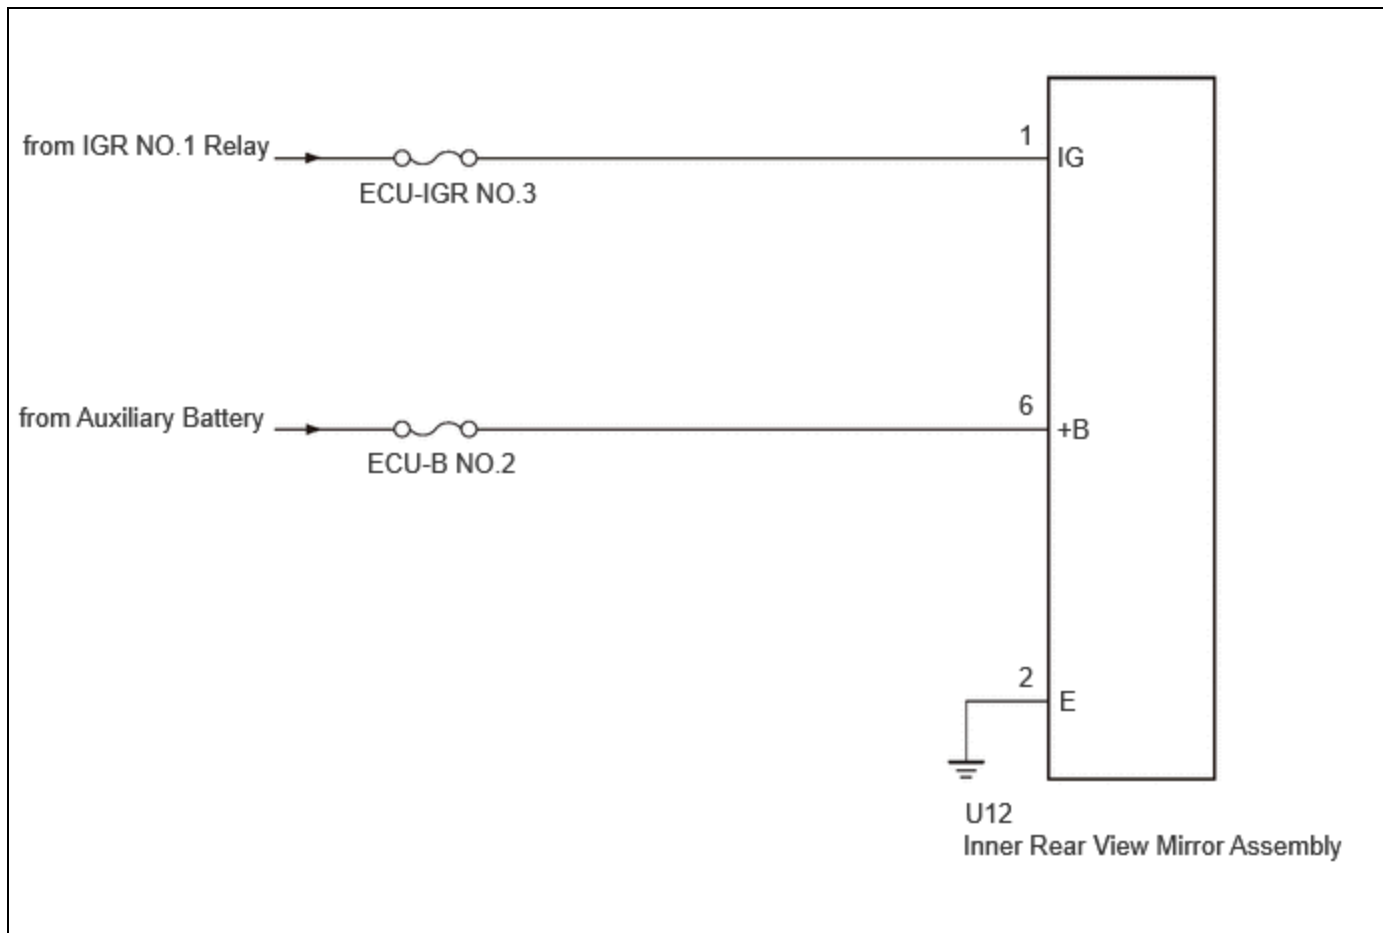 from IGR NO.1 Relay
ECU-IGR NO.3
1
IG
from Auxiliary Battery
ECU-B NO.2
6
+B
2
E
U12
Inner Rear View Mirror Assembly